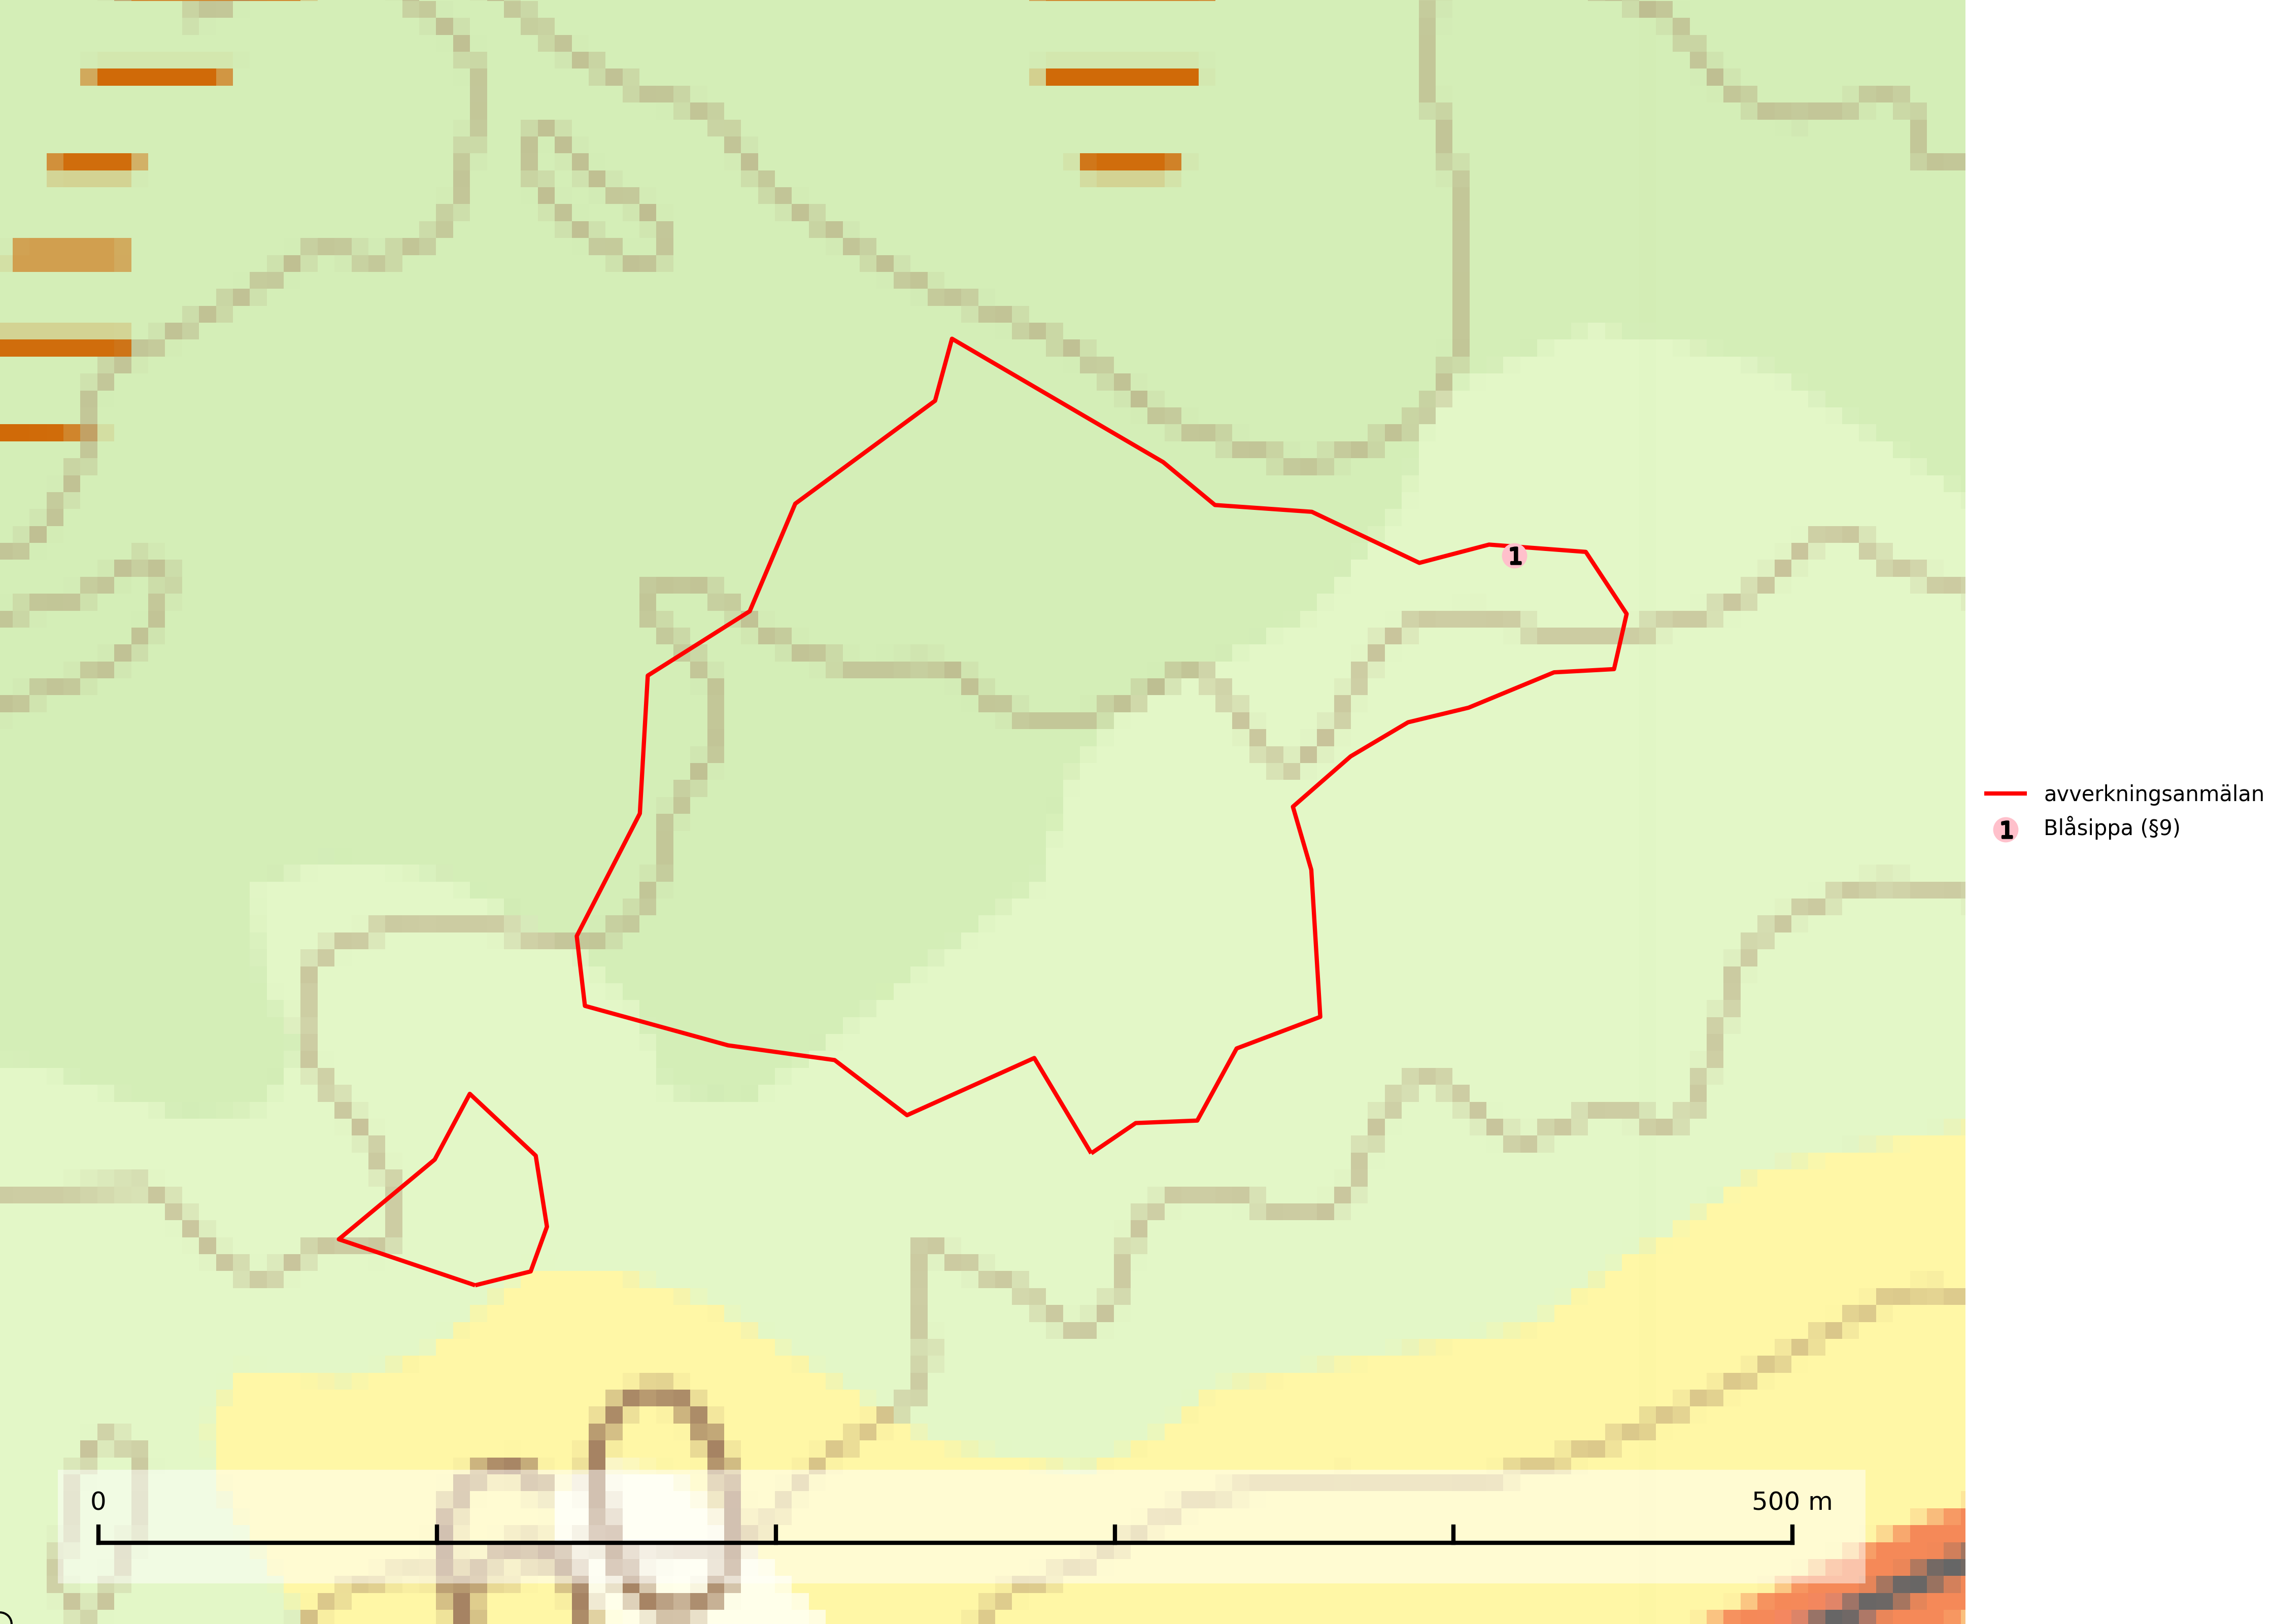 1
avverkningsanmälan
1 Blåsippa (§9)
0 500 m